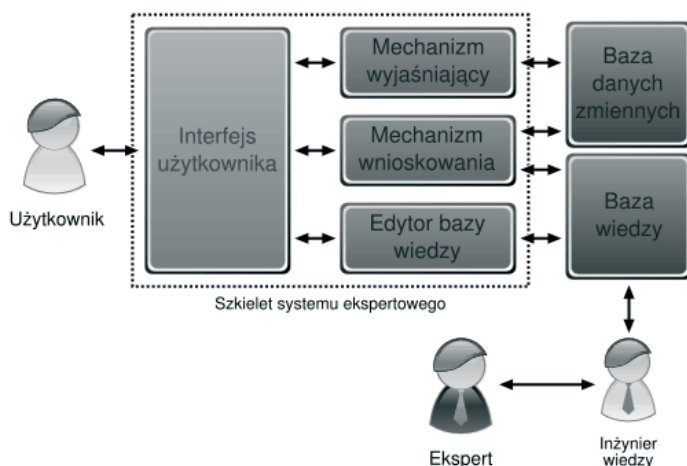 Mechanizm
wyjaśniający
Baza
danych
zmiennych
Interfejs
użytkownika
Mechanizm
wnioskowania
Użytkownik
Edytor bazy
wiedzy
Baza
wiedzy
Szkielet systemu ekspertowego
Ekspert
Inżynier
wiedzy